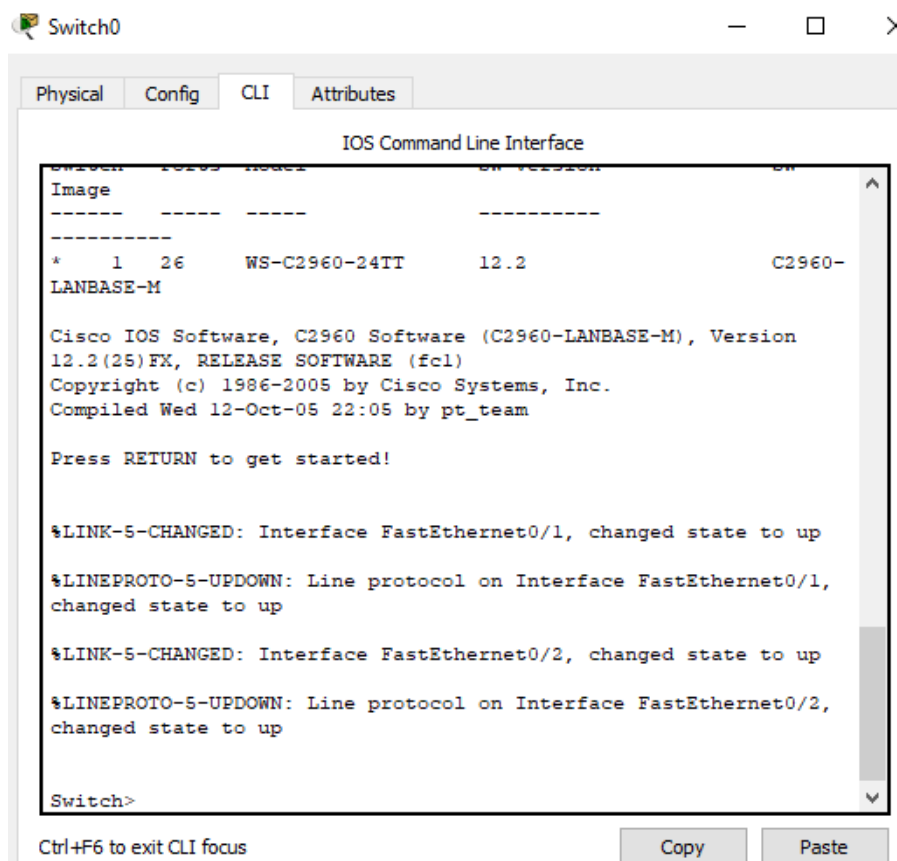 Switch0
Physical Config CLI Attributes
IOS Command Line Interface
Image
------ ----- ----- ----------
----------
* 1 26 WS-C2960-24TT 12.2 C2960-
LANBASE-M
Cisco IOS Software, C2960 Software (C2960-LANBASE-M), Version
12.2(25)FX, RELEASE SOFTWARE (fc1)
Copyright (c) 1986-2005 by Cisco Systems, Inc.
Compiled Wed 12-Oct-05 22:05 by pt_team
Press RETURN to get started!
%LINK-5-CHANGED: Interface FastEthernet0/1, changed state to up
%LINEPROTO-5-UPDOWN: Line protocol on Interface FastEthernet0/1,
changed state to up
%LINK-5-CHANGED: Interface FastEthernet0/2, changed state to up
%LINEPROTO-5-UPDOWN: Line protocol on Interface FastEthernet0/2,
changed state to up
Switch>
Ctrl+F6 to exit CLI focus Copy Paste